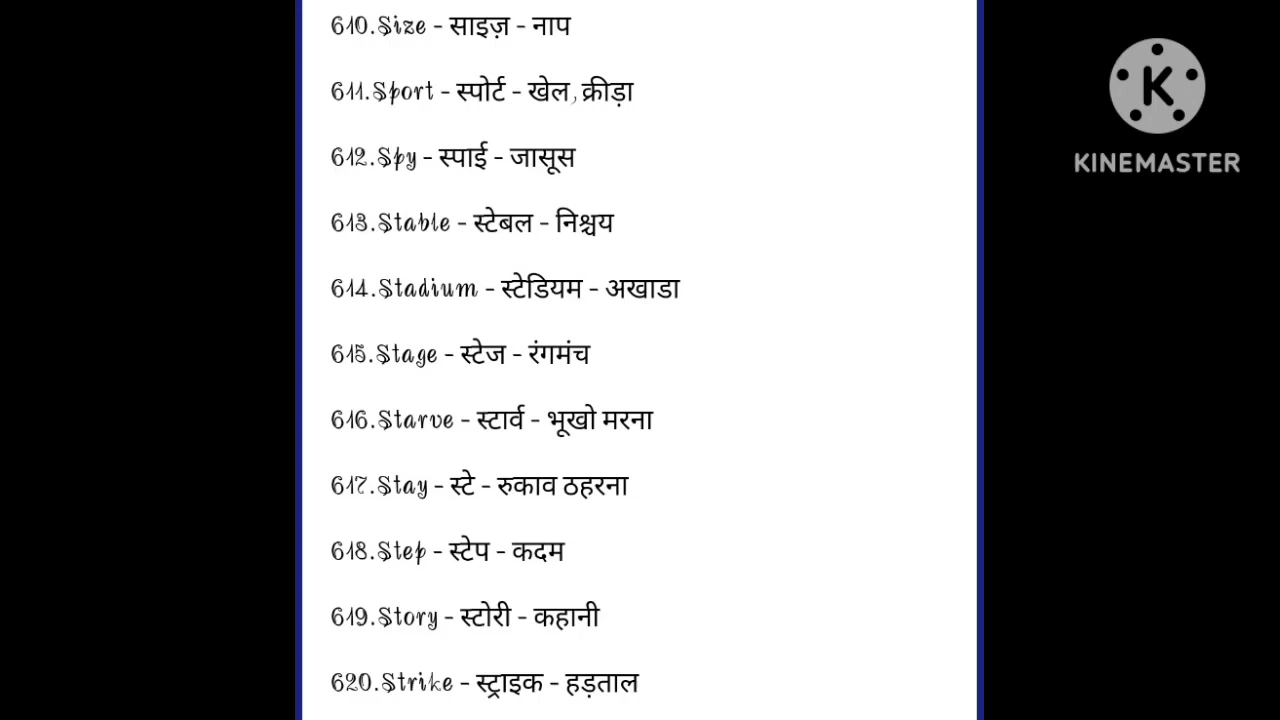 610.Size - साइज़ - नाप
611.Sport - स्पोर्ट - खेल, क्रीड़ा
612.Spy - स्पाई - जासूस
613.Stable - स्टेबल - निश्चय
614.Stadium - स्टेडियम - अखाडा
615.Stage - स्टेज - रंगमंच
616.Starve - स्टार्व - भूखो मरना
617.Stay - स्टे - रुकाव ठहरना
618.Step - स्टेप - कदम
619.Story - स्टोरी - कहानी
620.Strike - स्ट्राइक - हड़ताल
K
KINEMASTER